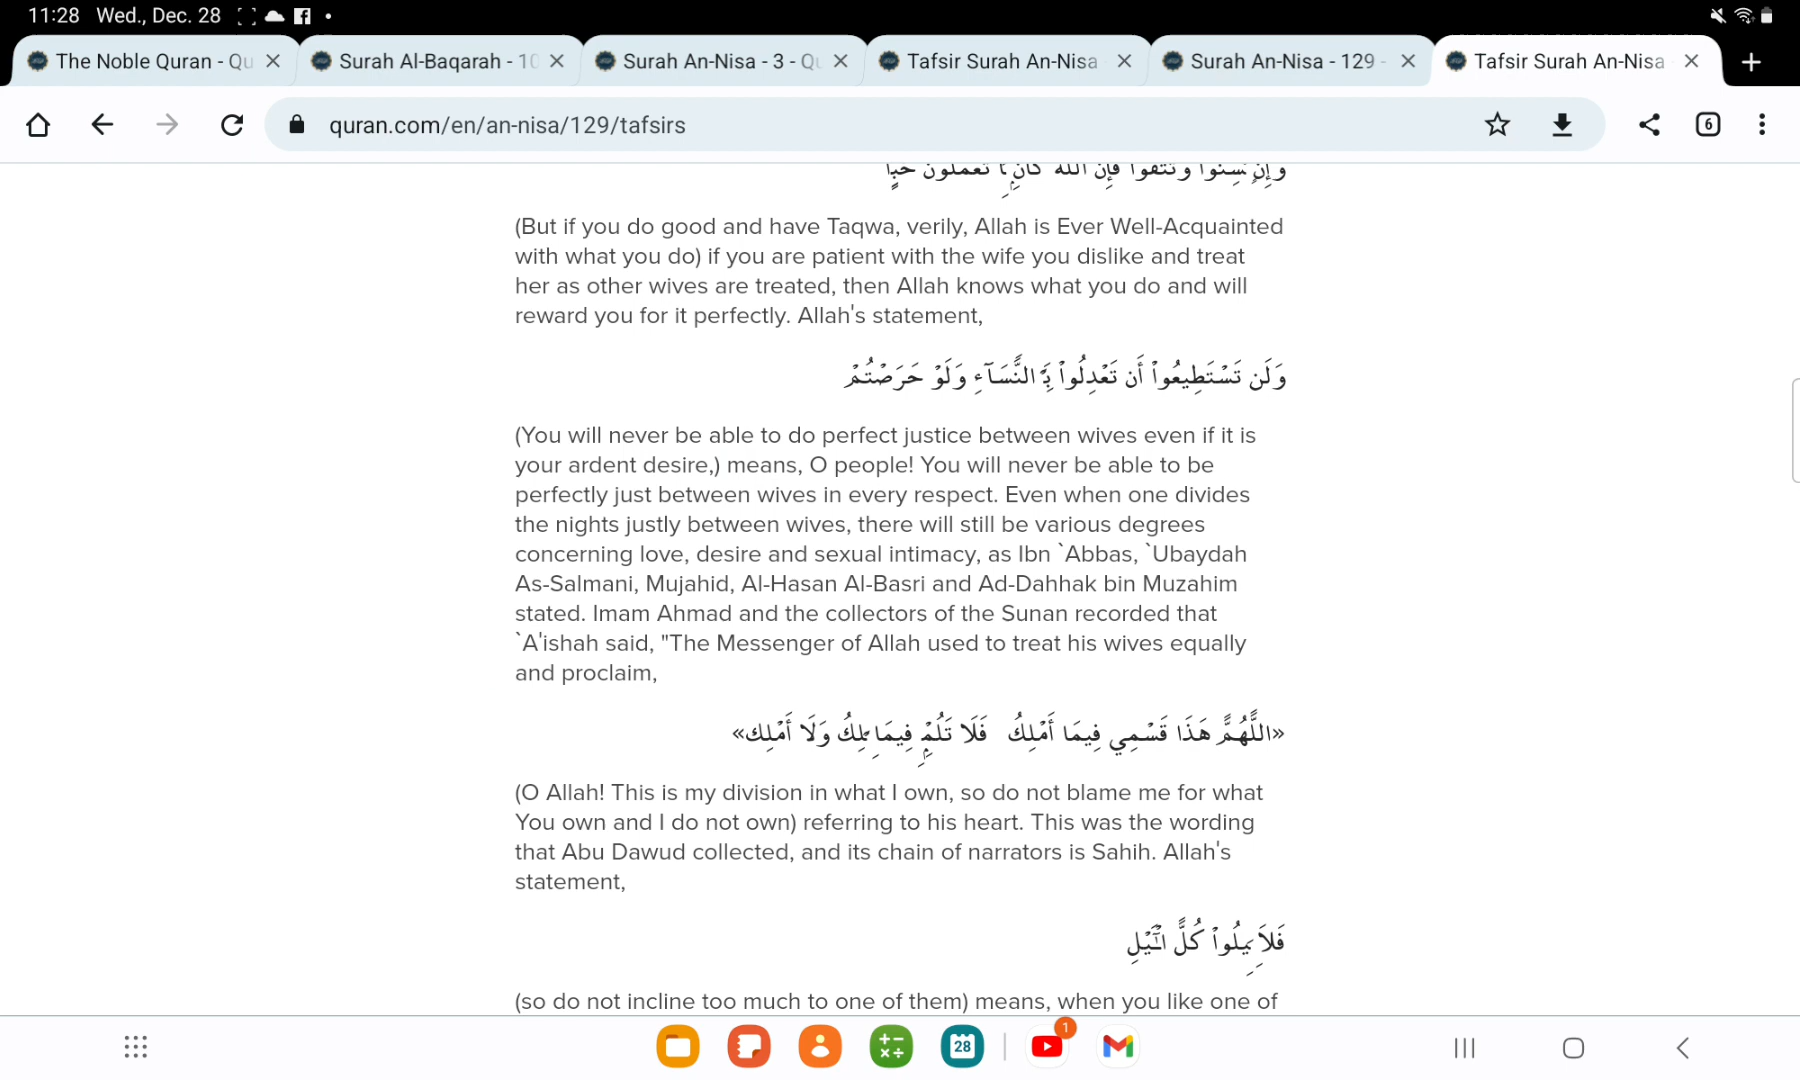 11:28 Wed., Dec. 28
The Noble Quran - Qu
Surah Al-Baqarah - 10
Surah An-Nisa - 3 - Qu
Tafsir Surah An-Nisa
Surah An-Nisa - 129 -
Tafsir Surah An-Nisa
quran.com/en/an-nisa/129/tafsirs
6
(But if you do good and have Taqwa, verily, Allah is Ever Well-Acquainted
with what you do) if you are patient with the wife you dislike and treat
her as other wives are treated, then Allah knows what you do and will
reward you for it perfectly. Allah's statement,
وَلَن تَسْتَطِيعُواْ أَن تَعْدِلُواْ النِّسَآءِ وَلَوْ حَرَصْتُمْ
(You will never be able to do perfect justice between wives even if it is
your ardent desire,) means, O people! You will never be able to be
perfectly just between wives in every respect. Even when one divides
the nights justly between wives, there will still be various degrees
concerning love, desire and sexual intimacy, as Ibn `Abbas, `Ubaydah
As-Salmani, Mujahid, Al-Hasan Al-Basri and Ad-Dahhak bin Muzahim
stated. Imam Ahmad and the collectors of the Sunan recorded that
`A'ishah said, "The Messenger of Allah used to treat his wives equally
and proclaim,
«اللَّهُمَّ هَذَا قَسْمِي فِيمَا أَمْلِكُ فَلَا فِيمَا وَلَا أَمْلِك»
(O Allah! This is my division in what I own, so do not blame me for what
You own and I do not own) referring to his heart. This was the wording
that Abu Dawud collected, and its chain of narrators is Sahih. Allah's
statement,
كُلَّ
(so do not incline too much to one of them) means, when you like one of
28
1